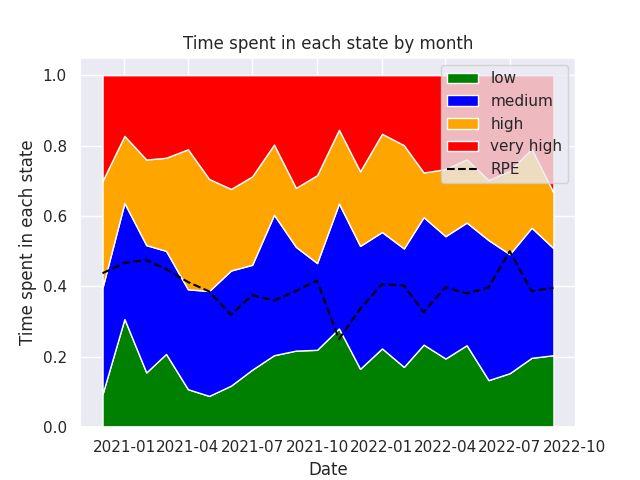 Time spent in each state by month
1.0
0.8
0.6
0.4
0.2
0.0
Time spent in each state
low
medium
high
very high
RPE
2021-01 2021-04 2021-07 2021-10 2022-01 2022-04 2022-07 2022-10
Date